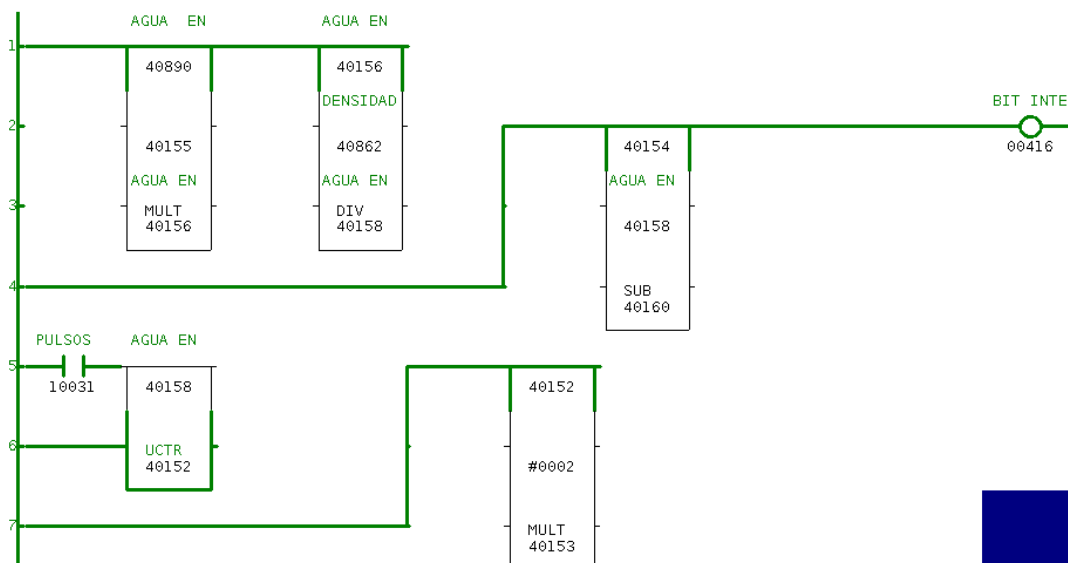 AGUA  EN
AGUA EN
1
40890
40156
DENSIDAD
BIT INTE
2
40155
40862
40154
00416
AGUA EN
AGUA EN
AGUA EN
3
MULT
DIV
40156
40158
40158
4
SUB
40160
PULSOS
AGUA EN
5
10031
40158
40152
6
UCTR
40152
#0002
7
MULT
40153